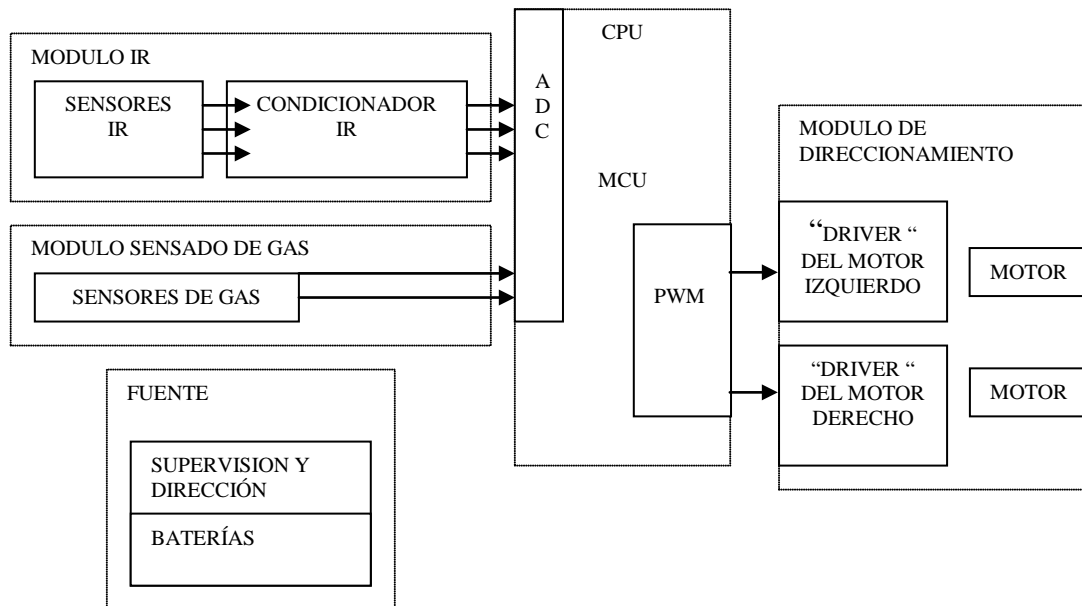 MODULO IR
SENSORES
IR
CONDICIONADOR
IR
MODULO SENSADO DE GAS
SENSORES DE GAS
FUENTE
SUPERVISION Y
DIRECCIÓN
BATERÍAS
CPU
A
D
C
MCU
PWM
MODULO DE
DIRECCIONAMIENTO
“DRIVER “
DEL MOTOR
IZQUIERDO
MOTOR
“DRIVER “
DEL MOTOR
DERECHO
MOTOR